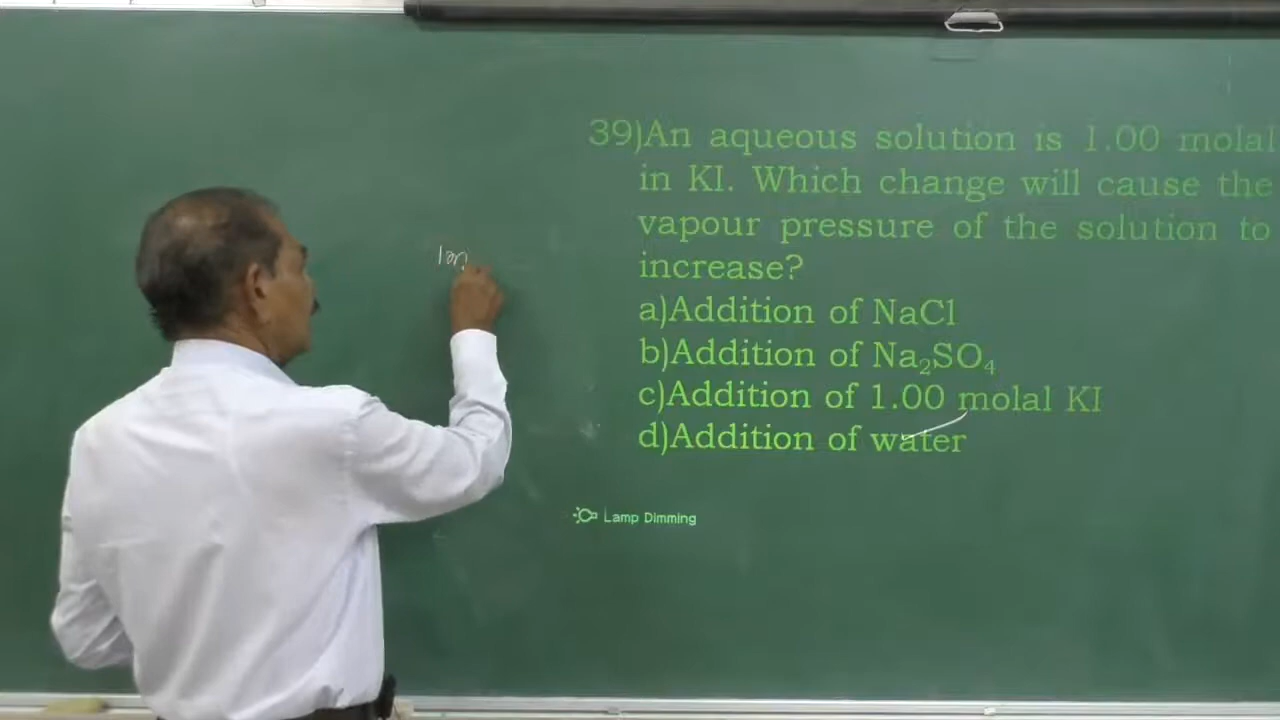 39)An aqueous solution is 1.00 molal
in KI. Which change will cause the
vapour pressure of the solution to
increase?
a)Addition of NaCl
b)Addition of Na₂SO₄
c)Addition of 1.00 molal KI
d)Addition of water
Lamp Dimming